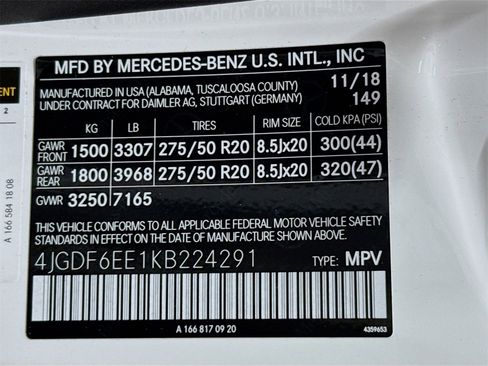 MFD BY MERCEDES-BENZ U.S. INTL., INC
MANUFACTURED IN USA (ALABAMA, TUSCALOOSA COUNTY) 11/18
UNDER CONTRACT FOR DAIMLER AG, STUTTGART (GERMANY) 149
KG LB TIRES RIM SIZE COLD KPA (PSI)
GAWR FRONT 1500 3307 275/50 R20 8.5Jx20 300(44)
GAWR REAR 1800 3968 275/50 R20 8.5Jx20 320(47)
GVWR 3250 7165
THIS VEHICLE CONFORMS TO ALL APPLICABLE FEDERAL MOTOR VEHICLE SAFETY
STANDARDS IN EFFECT ON THE DATE OF MANUFACTURE SHOWN ABOVE.
4JGDF6EE1KB224291 TYPE: MPV
A 166 817 09 20
4359653
ENT
2
A 166 584 18 08